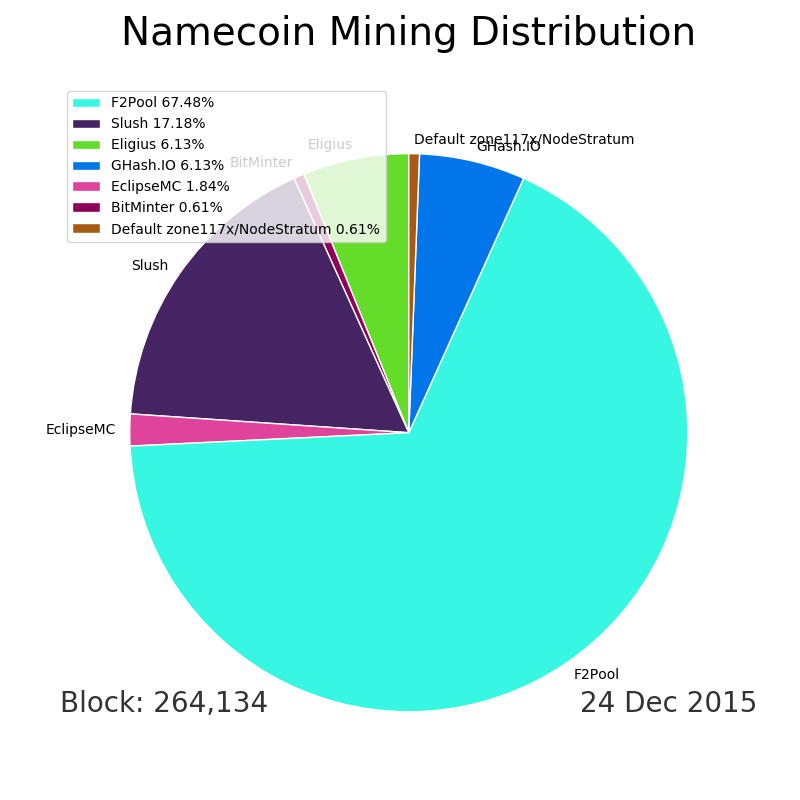 Namecoin Mining Distribution
F2Pool 67.48%
Slush 17.18%
Eligius 6.13%
GHash.IO 6.13%
EclipseMC 1.84%
BitMinter 0.61%
Default zone117x/NodeStratum 0.61%
Eligius
BitMinter
Default zone117x/NodeStratum
GHash.IO
Slush
EclipseMC
F2Pool
Block: 264,134
24 Dec 2015